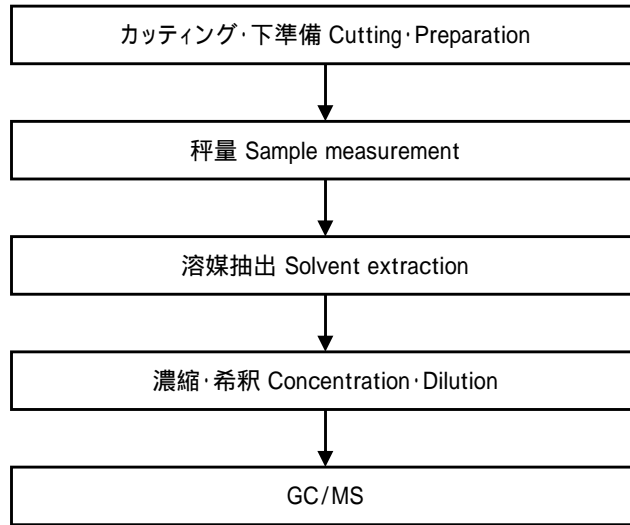 カッティング・下準備 Cutting・Preparation
秤量 Sample measurement
溶媒抽出 Solvent extraction
濃縮・希釈 Concentration・Dilution
GC/MS